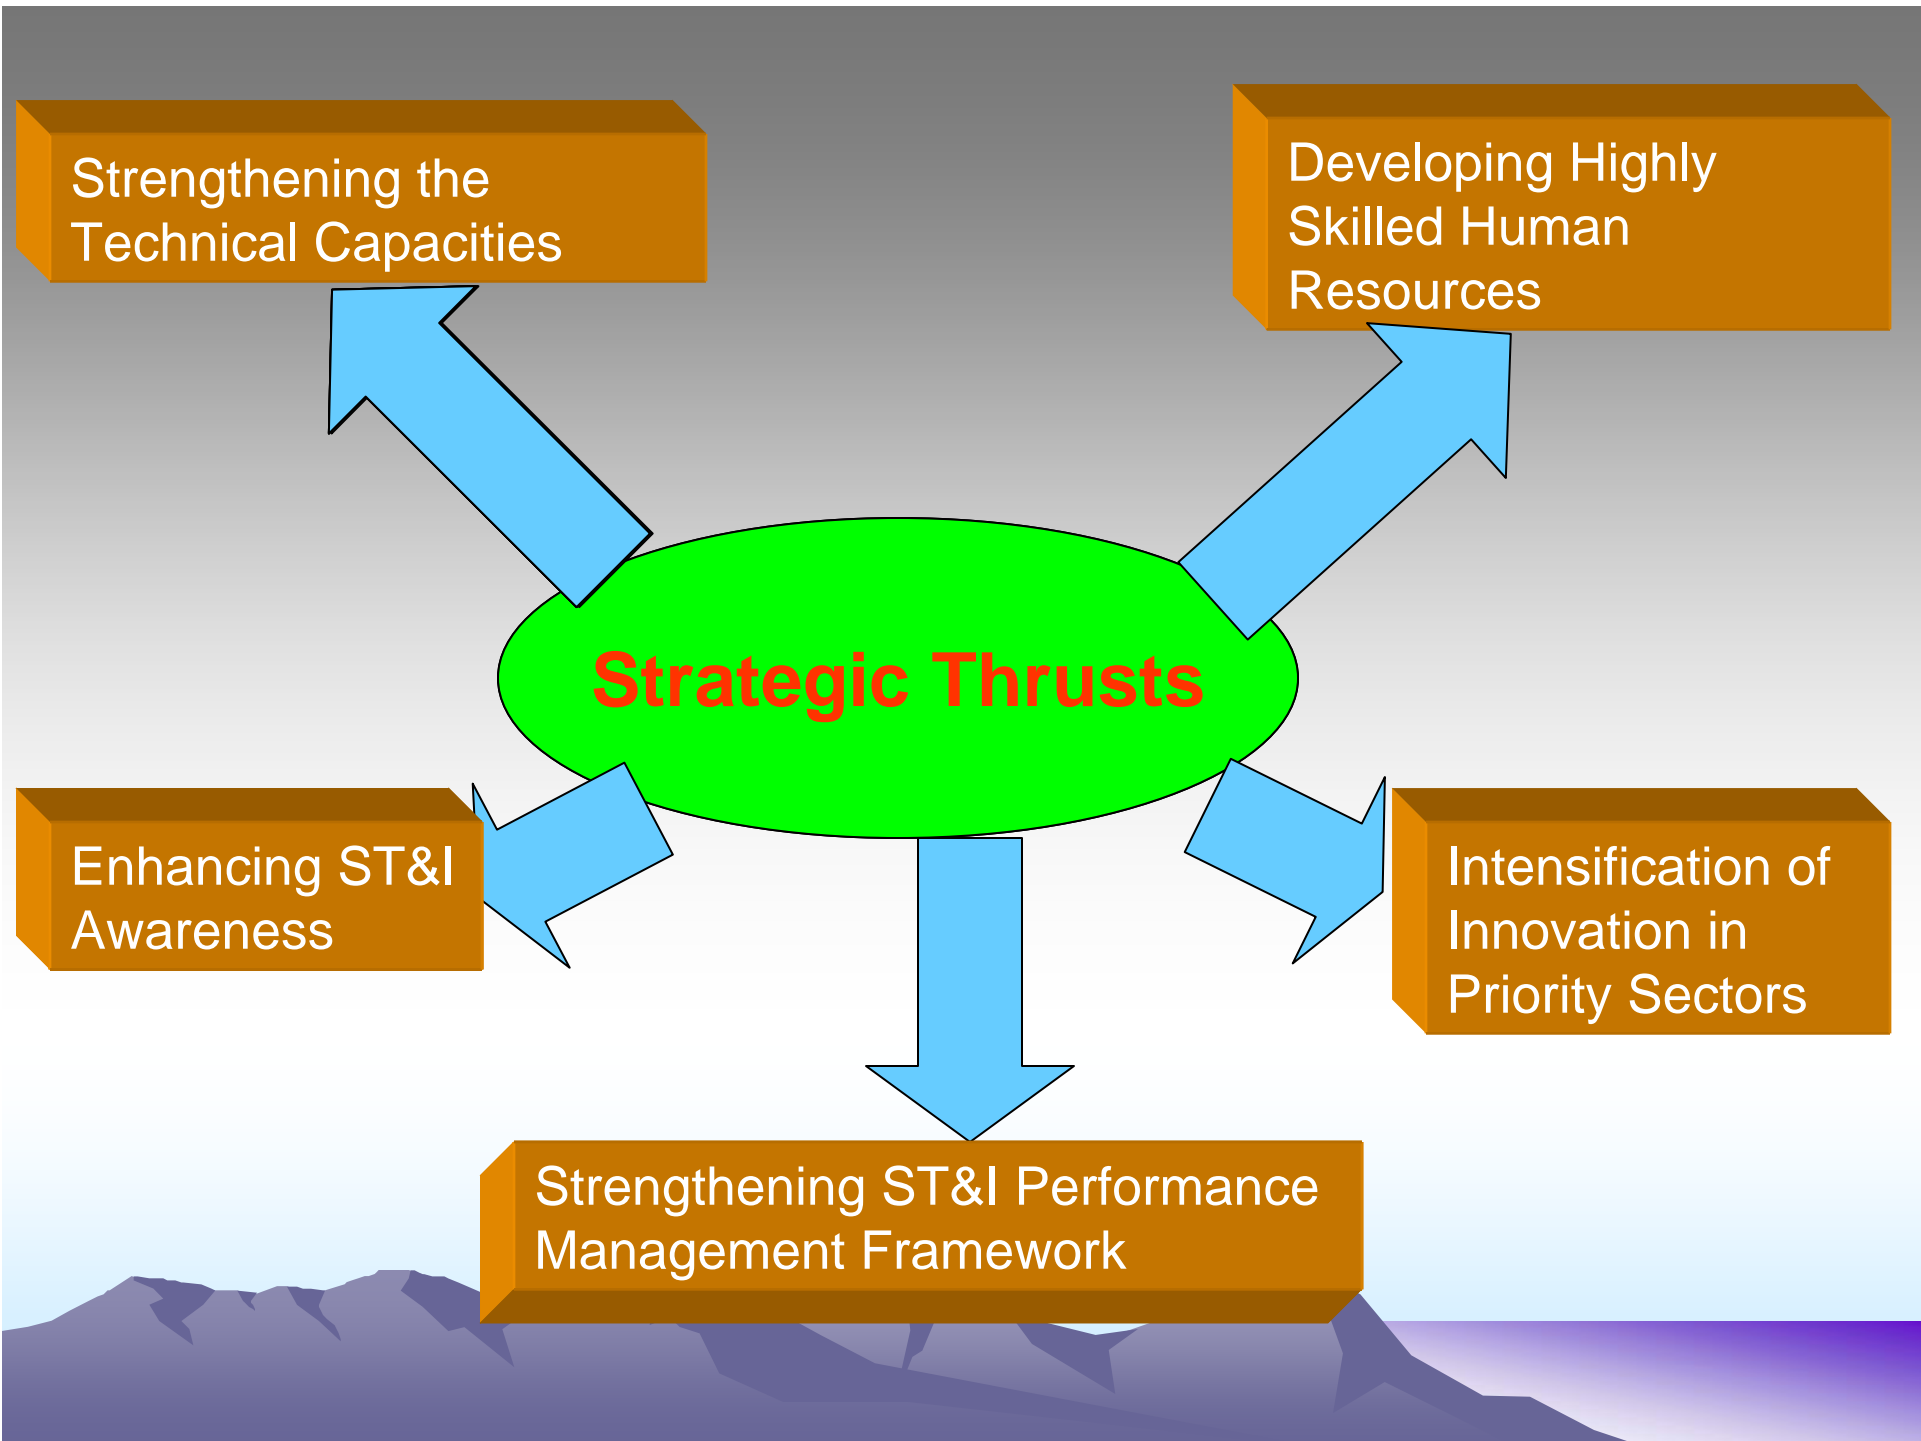 Strengthening the
Technical Capacities
Developing Highly
Skilled Human
Resources
Strategic Thrusts
Enhancing ST&I
Awareness
Intensification of
Innovation in
Priority Sectors
Strengthening ST&I Performance
Management Framework